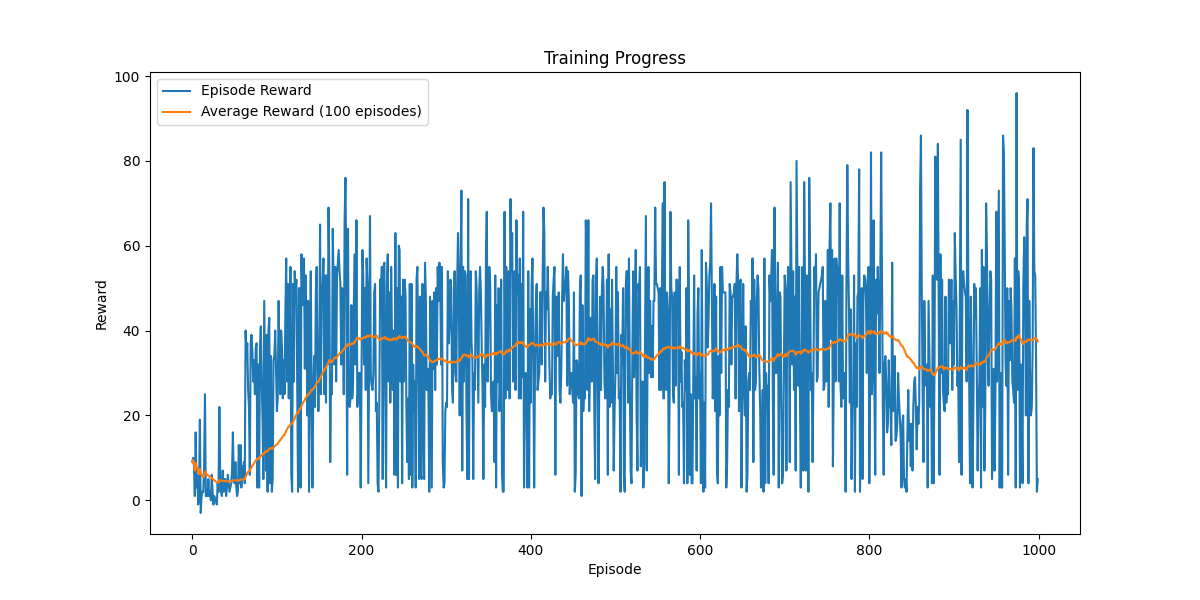 Training Progress
Episode Reward
Average Reward (100 episodes)
100
80
60
40
20
0
Reward
0 200 400 600 800 1000
Episode